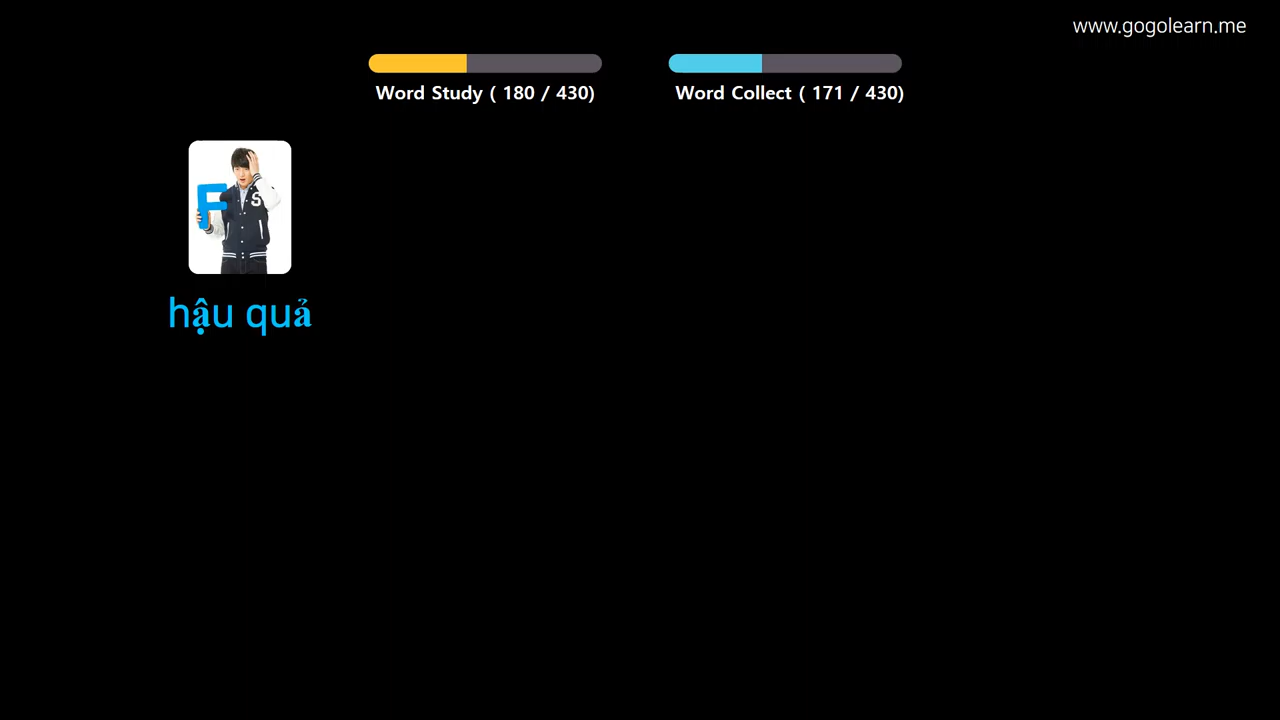 www.gogolearn.me
Word Study ( 180 / 430)
Word Collect ( 171 / 430)
F
S
hậu quả